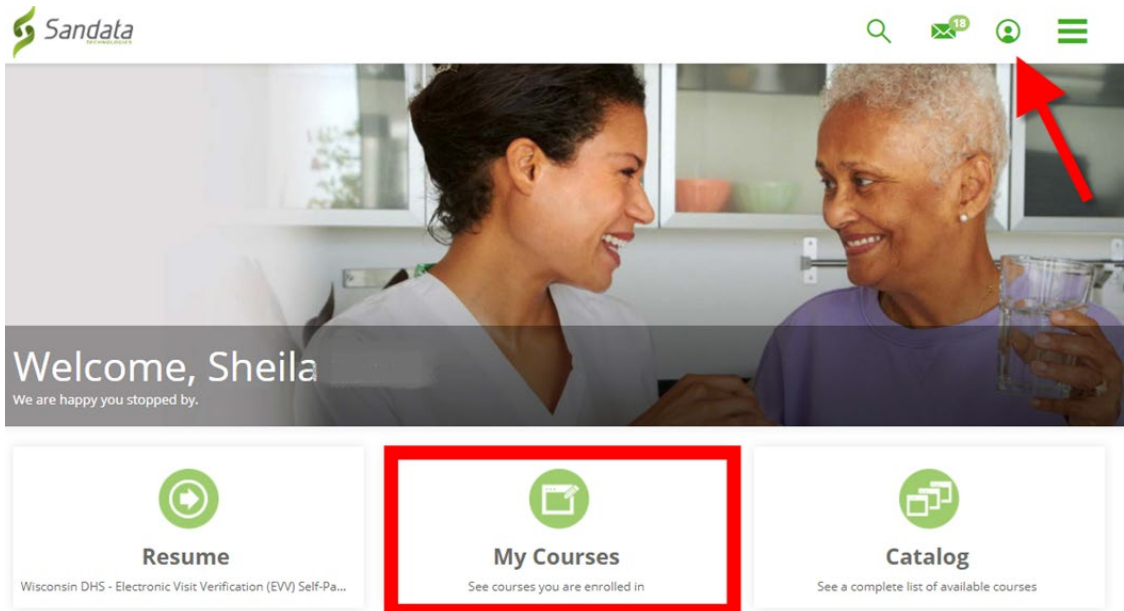 Sandata
TECHNOLOGIES
18
Welcome, Sheila
We are happy you stopped by.
Resume
Wisconsin DHS - Electronic Visit Verification (EVV) Self-Pa...
My Courses
See courses you are enrolled in
Catalog
See a complete list of available courses